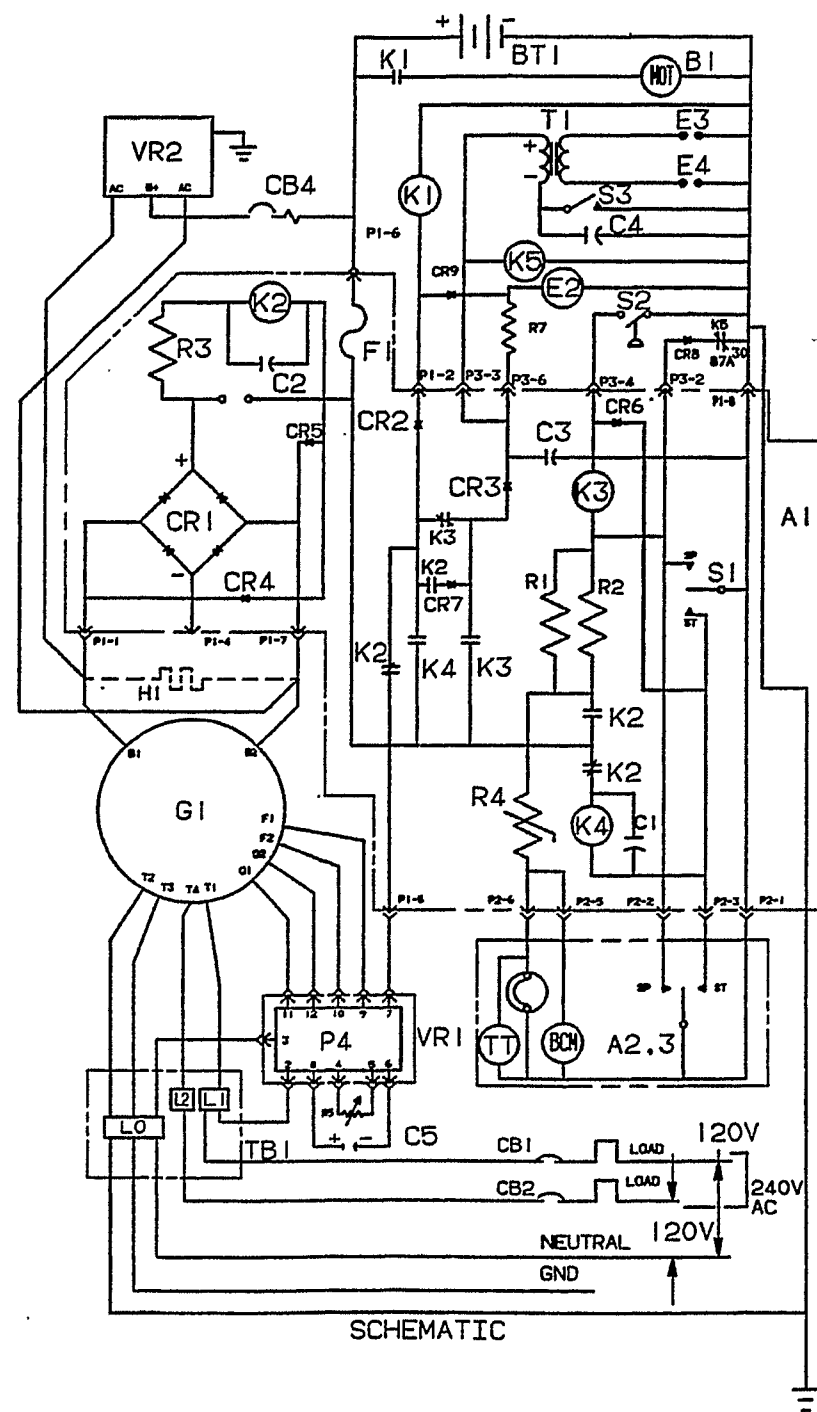 + -
BT1
K1
MOT
B1
VR2
AC B+ AC
CB4
K1
T1
+
-
E3
E4
S3
C4
P1-6
K5
CR9
E2
K2
R3
C2
F1
R7
S2
K5
CR8
87A
30
P1-2
P3-3
P3-6
P3-4
P3-2
P1-8
CR2
CR6
CR5
C3
+
CR1
-
CR3
K3
A1
K3
K2
CR7
R1
R2
SP
S1
ST
CR4
K2
K4
K3
P1-1
P1-4
P1-7
H1
K2
K2
B1
B2
G1
R4
K4
C1
F1
F2
Q2
Q1
T2
T3
T4
T1
P1-5
P2-6
P2-5
P2-2
P2-3
P2-1
SP
ST
11 12 10 9 7
3
P4
VR1
TT
BCM
A2,3
2 8 4 5 6
R5
+ -
C5
L2
L1
L0
TB1
CB1
LOAD
120V
CB2
LOAD
240V
AC
120V
NEUTRAL
GND
SCHEMATIC